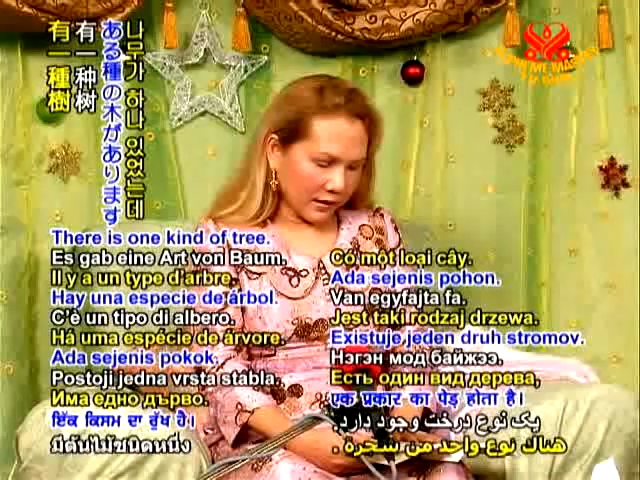 有一種樹
有一种树
ある種の木があります
나무가 하나 있었는데
There is one kind of tree.
Es gab eine Art von Baum.
Il y a un type d'arbre.
Hay una especie de árbol.
C'è un tipo di albero.
Há uma espécie de árvore.
Ada sejenis pokok.
Postoji jedna vrsta stabla.
Има едно дърво.
ਇੱਕ ਕਿਸਮ ਦਾ ਰੁੱਖ ਹੈ।
มีต้นไม้ชนิดหนึ่ง
Có một loại cây.
Ada sejenis pohon.
Van egyfajta fa.
Jest taki rodzaj drzewa.
Existuje jeden druh stromov.
Нэгэн мод байжээ.
Есть один вид дерева,
एक प्रकार का पेड़ होता है।
یک نوع درخت وجود دارد.
هناك نوع واحد من شجرة .